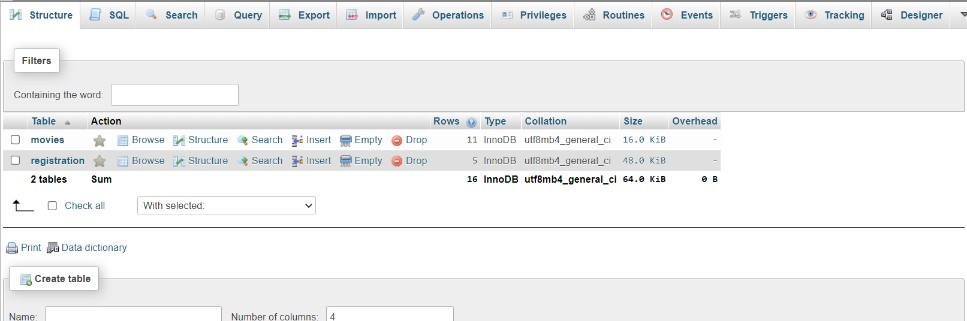 Structure SQL Search Query Export Import Operations Privileges Routines Events Triggers Tracking Designer
Filters
Containing the word:
Table Action Rows Type Collation Size Overhead
movies Browse Structure Search Insert Empty Drop 11 InnoDB utf8mb4_general_ci 16.0 KiB -
registration Browse Structure Search Insert Empty Drop 5 InnoDB utf8mb4_general_ci 48.0 KiB -
2 tables Sum 16 InnoDB utf8mb4_general_ci 64.0 KiB 0 B
Check all With selected:
Print Data dictionary
Create table
Name: Number of columns: 4